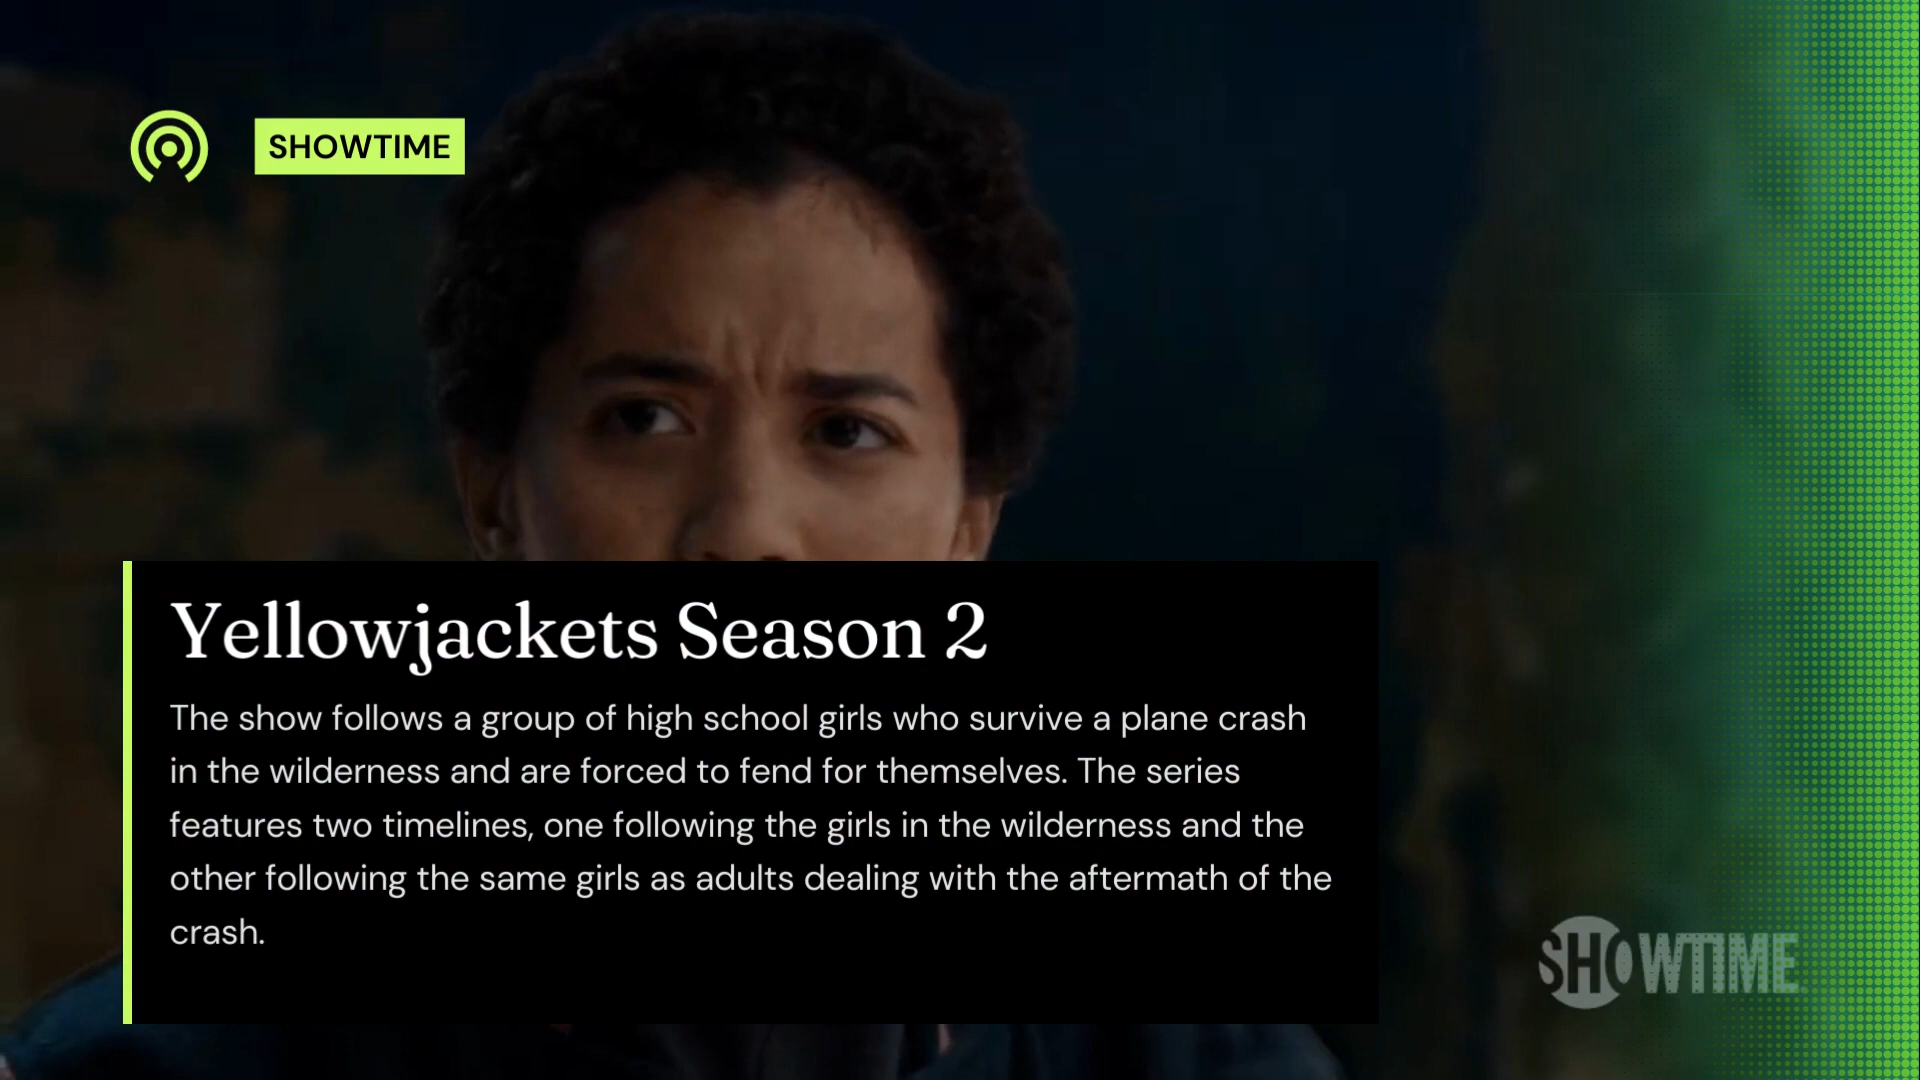 SHOWTIME
Yellowjackets Season 2
The show follows a group of high school girls who survive a plane crash
in the wilderness and are forced to fend for themselves. The series
features two timelines, one following the girls in the wilderness and the
other following the same girls as adults dealing with the aftermath of the
crash.
SHOWTIME